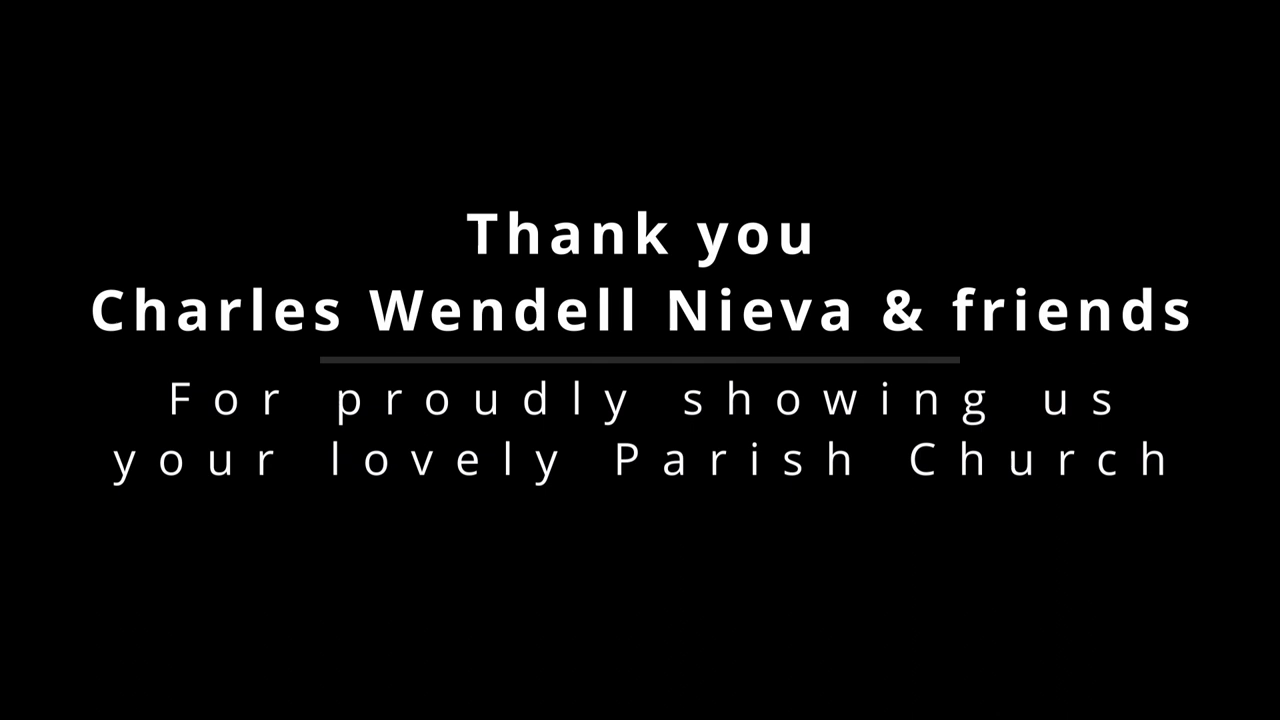 Thank you
Charles Wendell Nieva & friends
For proudly showing us
your lovely Parish Church